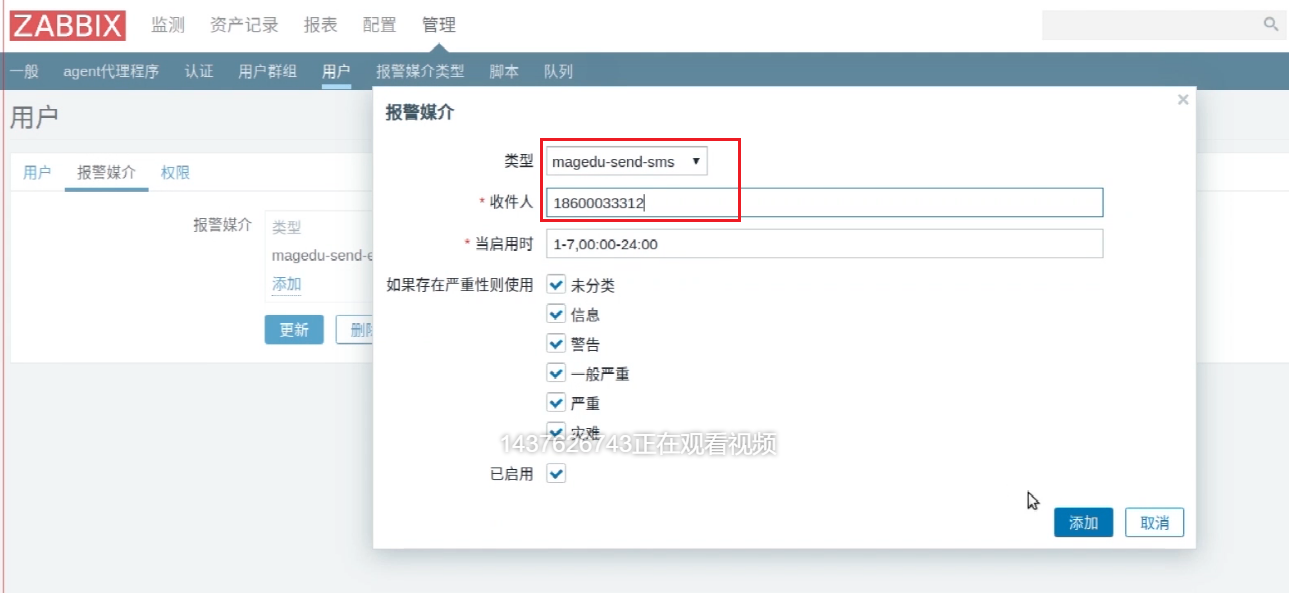 ZABBIX 监测 资产记录 报表 配置 管理
一般 agent代理程序 认证 用户群组 用户 报警媒介类型 脚本 队列
用户
用户 报警媒介 权限
报警媒介 类型
magedu-send-e
添加
更新 删除
报警媒介
类型 magedu-send-sms
* 收件人 18600033312
* 当启用时 1-7,00:00-24:00
如果存在严重性则使用 未分类
信息
警告
一般严重
严重
灾难
1437626743正在观看视频
已启用
添加 取消